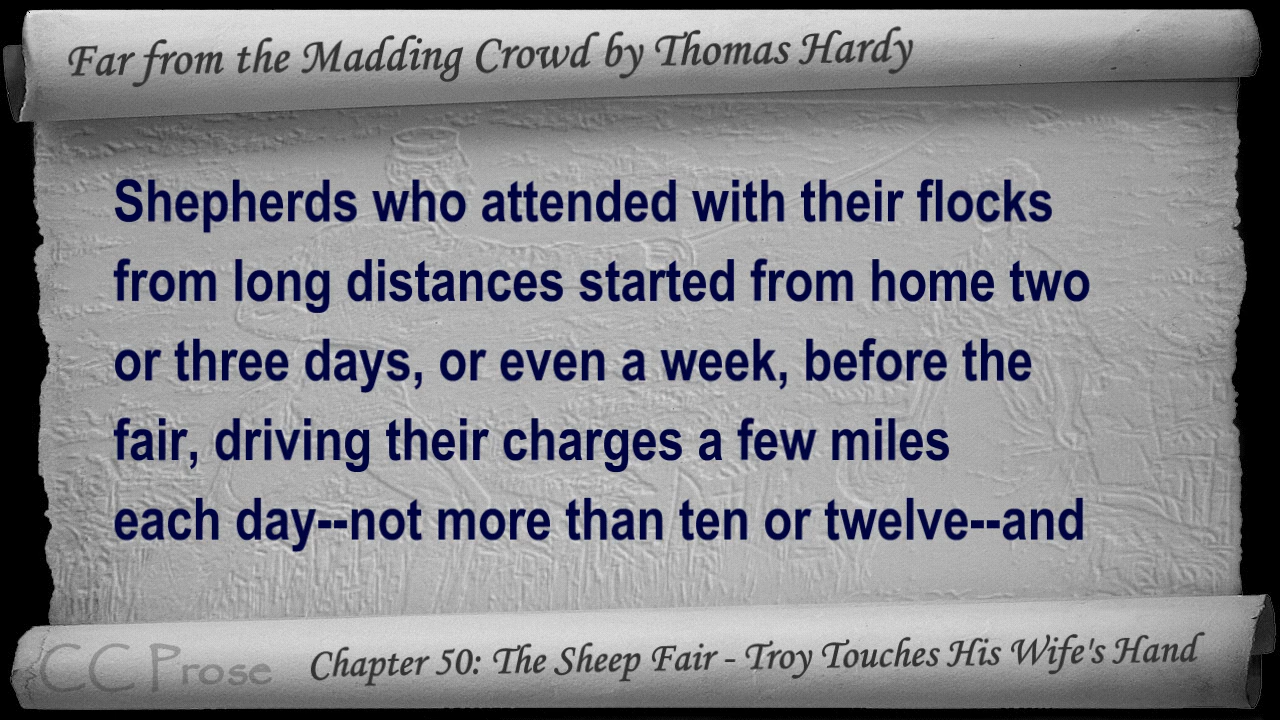 Far from the Madding Crowd by Thomas Hardy
Shepherds who attended with their flocks
from long distances started from home two
or three days, or even a week, before the
fair, driving their charges a few miles
each day--not more than ten or twelve--and
CC Prose
Chapter 50: The Sheep Fair - Troy Touches His Wife's Hand